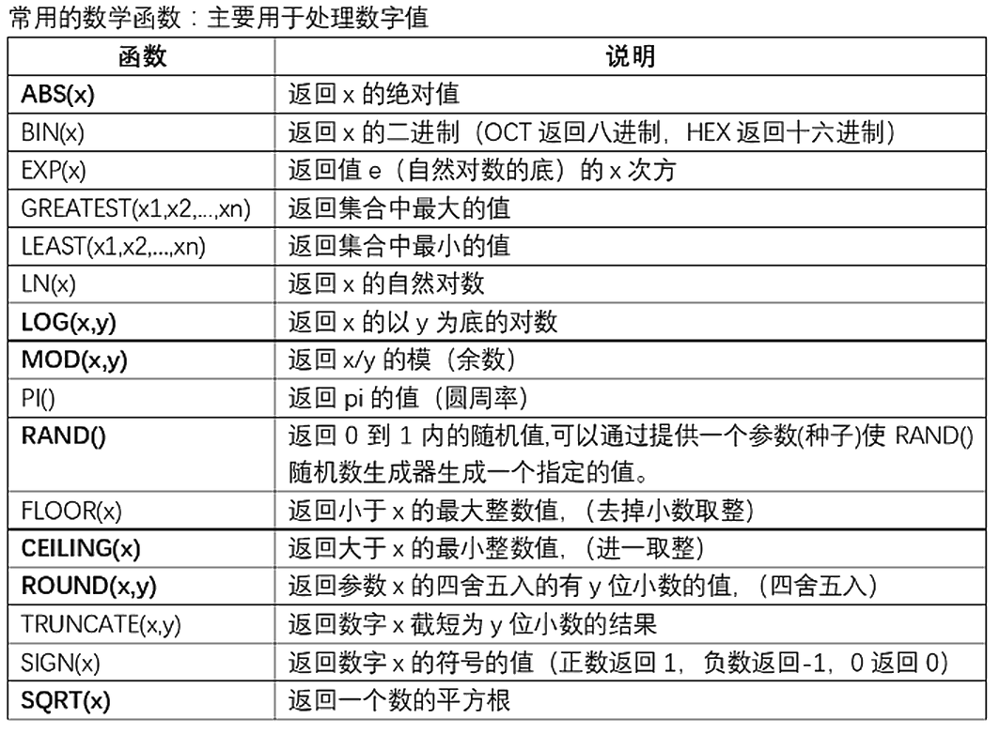 常用的数学函数：主要用于处理数字值
函数 说明
ABS(x) 返回 x 的绝对值
BIN(x) 返回 x 的二进制（OCT 返回八进制，HEX 返回十六进制）
EXP(x) 返回值 e（自然对数的底）的 x 次方
GREATEST(x1,x2,...,xn) 返回集合中最大的值
LEAST(x1,x2,...,xn) 返回集合中最小的值
LN(x) 返回 x 的自然对数
LOG(x,y) 返回 x 的以 y 为底的对数
MOD(x,y) 返回 x/y 的模（余数）
PI() 返回 pi 的值（圆周率）
RAND() 返回 0 到 1 内的随机值,可以通过提供一个参数(种子)使 RAND()
随机数生成器生成一个指定的值。
FLOOR(x) 返回小于 x 的最大整数值，（去掉小数取整）
CEILING(x) 返回大于 x 的最小整数值，（进一取整）
ROUND(x,y) 返回参数 x 的四舍五入的有 y 位小数的值，（四舍五入）
TRUNCATE(x,y) 返回数字 x 截短为 y 位小数的结果
SIGN(x) 返回数字 x 的符号的值（正数返回 1，负数返回-1，0 返回 0）
SQRT(x) 返回一个数的平方根